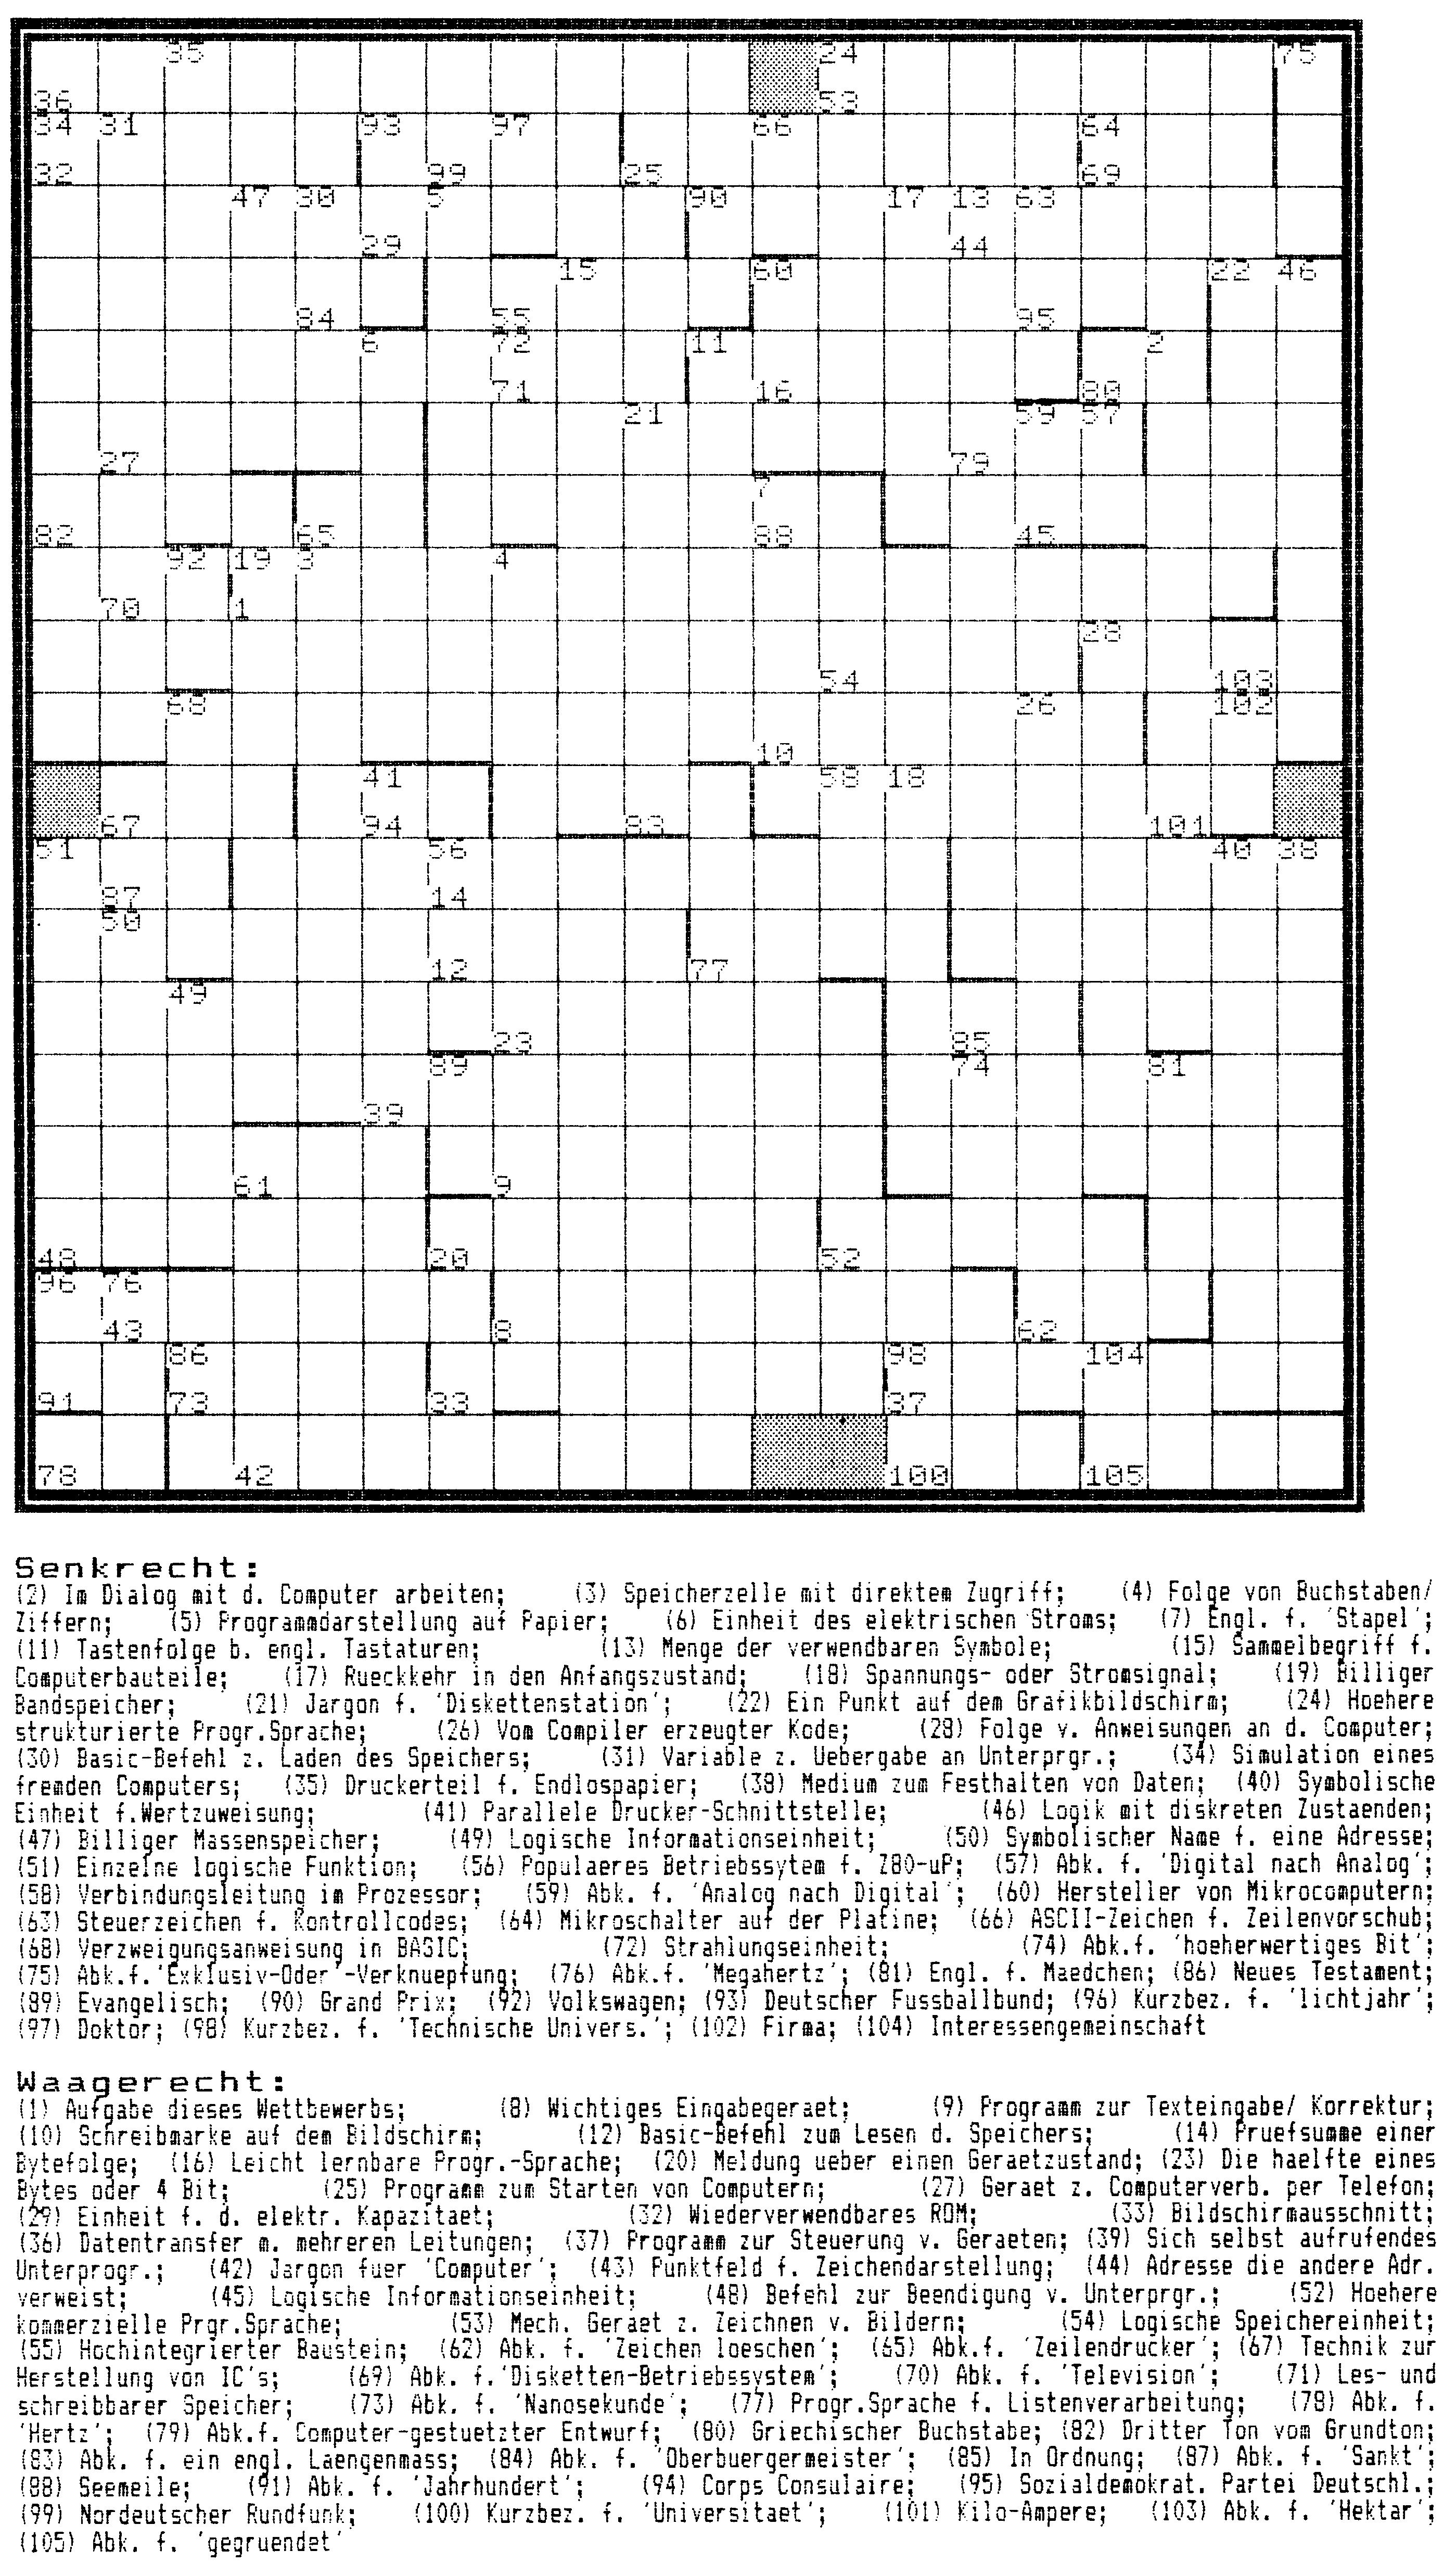 35 24 75
36 53
34 31 93 97 66 64
32 99 25 69
47 30 5 90 17 13 63
29 44
15 60 22 46
84 55 95
6 72 11 2
71 16 80
21 59 57
27 79
7
82 65 88 45
92 19 3 4
70 1
28
54 103
68 26 102
10
41 58 18
67 94 83 101
51 56 40 38
87 14
50
12 77
49
23 85
89 74 81
39
61 9
48 20 52
96 76
43 8 62
86 98 104
91 73 33 37
78 42 100 105
Senkrecht:
(2) Im Dialog mit d. Computer arbeiten; (3) Speicherzelle mit direktem Zugriff; (4) Folge von Buchstaben/
Ziffern; (5) Programmdarstellung auf Papier; (6) Einheit des elektrischen Stroms; (7) Engl. f. 'Stapel';
(11) Tastenfolge b. engl. Tastaturen; (13) Menge der verwendbaren Symbole; (15) Sammelbegriff f.
Computerbauteile; (17) Rueckkehr in den Anfangszustand; (18) Spannungs- oder Stromsignal; (19) Billiger
Bandspeicher; (21) Jargon f. 'Diskettenstation'; (22) Ein Punkt auf dem Grafikbildschirm; (24) Hoehere
strukturierte Progr.Sprache; (26) Vom Compiler erzeugter Kode; (28) Folge v. Anweisungen an d. Computer;
(30) Basic-Befehl z. Laden des Speichers; (31) Variable z. Uebergabe an Unterprgr.; (34) Simulation eines
fremden Computers; (35) Druckerteil f. Endlospapier; (38) Medium zum Festhalten von Daten; (40) Symbolische
Einheit f.Wertzuweisung; (41) Parallele Drucker-Schnittstelle; (46) Logik mit diskreten Zustaenden;
(47) Billiger Massenspeicher; (49) Logische Informationseinheit; (50) Symbolischer Name f. eine Adresse;
(51) Einzelne logische Funktion; (56) Populaeres Betriebssytem f. Z80-uP; (57) Abk. f. 'Digital nach Analog';
(58) Verbindungsleitung im Prozessor; (59) Abk. f. 'Analog nach Digital'; (60) Hersteller von Mikrocomputern;
(63) Steuerzeichen f. Kontrollcodes; (64) Mikroschalter auf der Platine; (66) ASCII-Zeichen f. Zeilenvorschub;
(68) Verzweigungsanweisung in BASIC; (72) Strahlungseinheit; (74) Abk.f. 'hoeherwertiges Bit';
(75) Abk.f.'Exklusiv-Oder'-Verknuepfung; (76) Abk.f. 'Megahertz'; (81) Engl. f. Maedchen; (86) Neues Testament;
(89) Evangelisch; (90) Grand Prix; (92) Volkswagen; (93) Deutscher Fussballbund; (96) Kurzbez. f. 'lichtjahr';
(97) Doktor; (98) Kurzbez. f. 'Technische Univers.'; (102) Firma; (104) Interessengemeinschaft
Waagerecht:
(1) Aufgabe dieses Wettbewerbs; (8) Wichtiges Eingabegeraet; (9) Programm zur Texteingabe/ Korrektur;
(10) Schreibmarke auf dem Bildschirm; (12) Basic-Befehl zum Lesen d. Speichers; (14) Pruefsumme einer
Bytefolge; (16) Leicht lernbare Progr.-Sprache; (20) Meldung ueber einen Geraetzustand; (23) Die haelfte eines
Bytes oder 4 Bit; (25) Programm zum Starten von Computern; (27) Geraet z. Computerverb. per Telefon;
(29) Einheit f. d. elektr. Kapazitaet; (32) Wiederverwendbares ROM; (33) Bildschirmausschnitt;
(36) Datentransfer m. mehreren Leitungen; (37) Programm zur Steuerung v. Geraeten; (39) Sich selbst aufrufendes
Unterprogr.; (42) Jargon fuer 'Computer'; (43) Punktfeld f. Zeichendarstellung; (44) Adresse die andere Adr.
verweist; (45) Logische Informationseinheit; (48) Befehl zur Beendigung v. Unterprgr.; (52) Hoehere
kommerzielle Prgr.Sprache; (53) Mech. Geraet z. Zeichnen v. Bildern; (54) Logische Speichereinheit;
(55) Hochintegrierter Baustein; (62) Abk. f. 'Zeichen loeschen'; (65) Abk.f. 'Zeilendrucker'; (67) Technik zur
Herstellung von IC's; (69) Abk. f.'Disketten-Betriebssystem'; (70) Abk. f. 'Television'; (71) Les- und
schreibbarer Speicher; (73) Abk. f. 'Nanosekunde'; (77) Progr.Sprache f. Listenverarbeitung; (78) Abk. f.
'Hertz'; (79) Abk.f. Computer-gestuetzter Entwurf; (80) Griechischer Buchstabe; (82) Dritter Ton vom Grundton;
(83) Abk. f. ein engl. Laengenmass; (84) Abk. f. 'Oberbuergermeister'; (85) In Ordnung; (87) Abk. f. 'Sankt';
(88) Seemeile; (91) Abk. f. 'Jahrhundert'; (94) Corps Consulaire; (95) Sozialdemokrat. Partei Deutschl.;
(99) Nordeutscher Rundfunk; (100) Kurzbez. f. 'Universitaet'; (101) Kilo-Ampere; (103) Abk. f. 'Hektar';
(105) Abk. f. 'gegruendet'